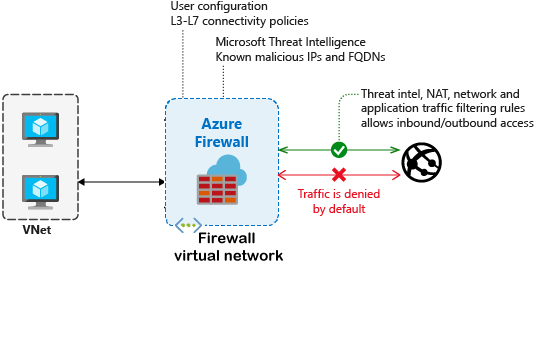 User configuration
L3-L7 connectivity policies
Microsoft Threat Intelligence
Known malicious IPs and FQDNs
Threat intel, NAT, network and
application traffic filtering rules
allows inbound/outbound access
Azure
Firewall
Traffic is denied
by default
VNet
Firewall
virtual network